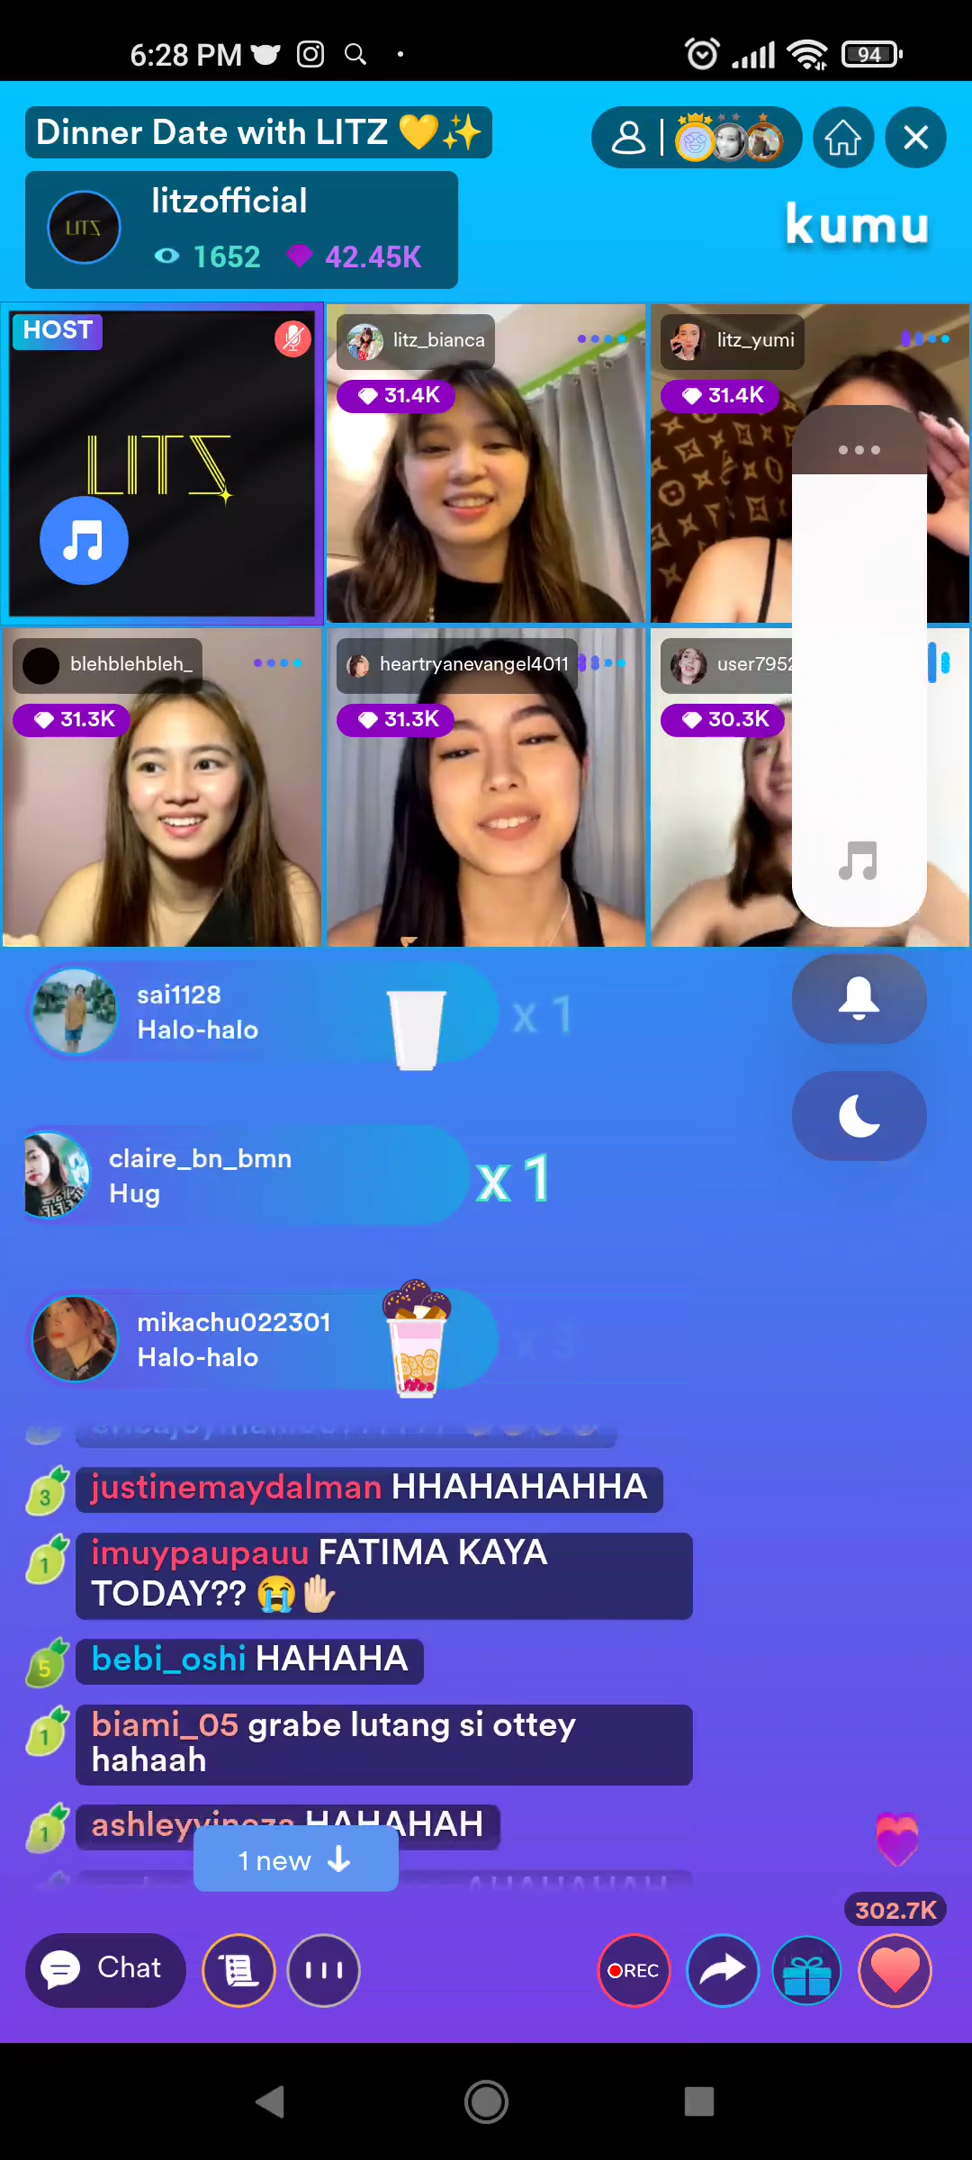 6:28 PM
94
Dinner Date with LITZ 💛✨
litzofficial
1652 42.45K
kumu
HOST
LITZ
LITZ
litz_bianca
31.4K
litz_yumi
31.4K
blehblehbleh_
31.3K
heartryanevangel4011
31.3K
user7952
30.3K
sai1128
Halo-halo
x 1
claire_bn_bmn
Hug
x 1
mikachu022301
Halo-halo
x 3
3 justinemaydalman HHAHAHAHHA
1 imuypaupauu FATIMA KAYA
TODAY?? 😭✋🏻
5 bebi_oshi HAHAHA
1 biami_05 grabe lutang si ottey
hahaah
1 HAHAHAH
1 new
302.7K
Chat
REC